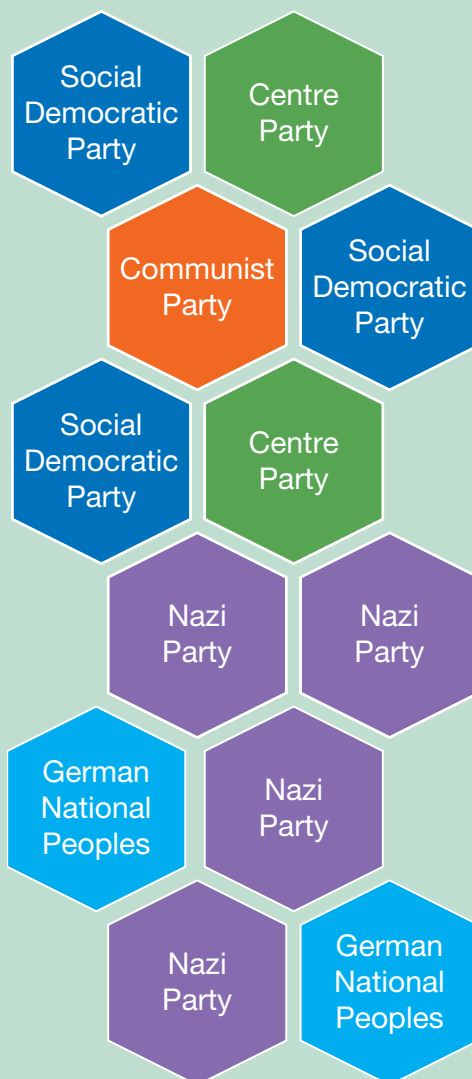 Social
Democratic
Party
Centre
Party
Communist
Party
Social
Democratic
Party
Social
Democratic
Party
Centre
Party
Nazi
Party
Nazi
Party
German
National
Peoples
Nazi
Party
Nazi
Party
German
National
Peoples